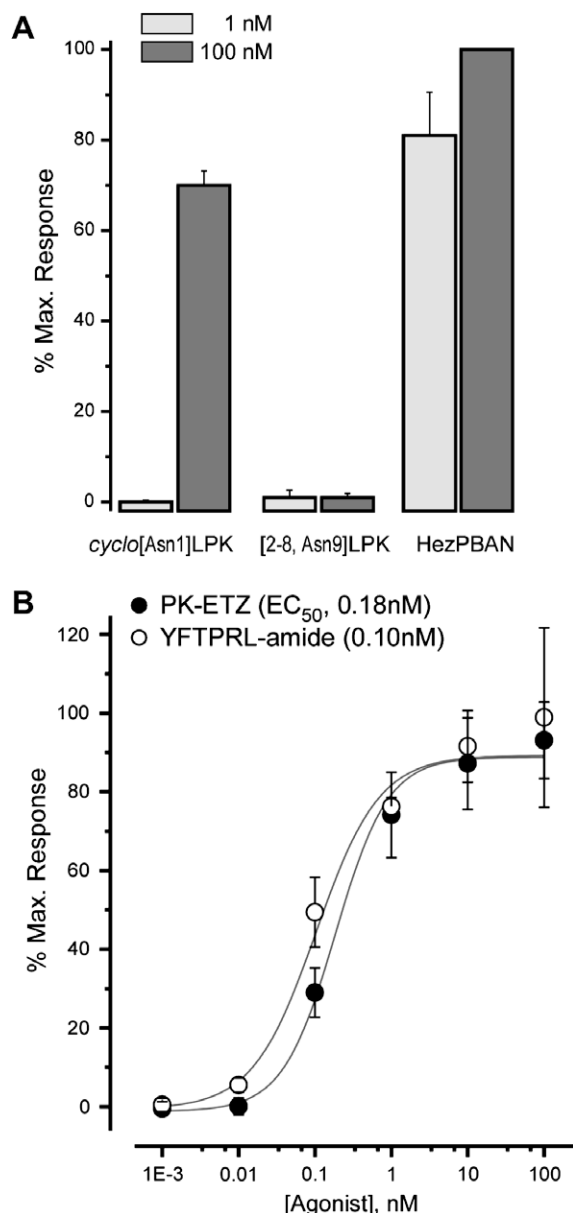 A
1 nM
100 nM
100
80
60
40
20
0
% Max. Response
cyclo[Asn1]LPK [2-8, Asn9]LPK HezPBAN
B
PK-ETZ (EC50, 0.18nM)
YFTPRL-amide (0.10nM)
120
100
80
60
40
20
0
% Max. Response
1E-3 0.01 0.1 1 10 100
[Agonist], nM